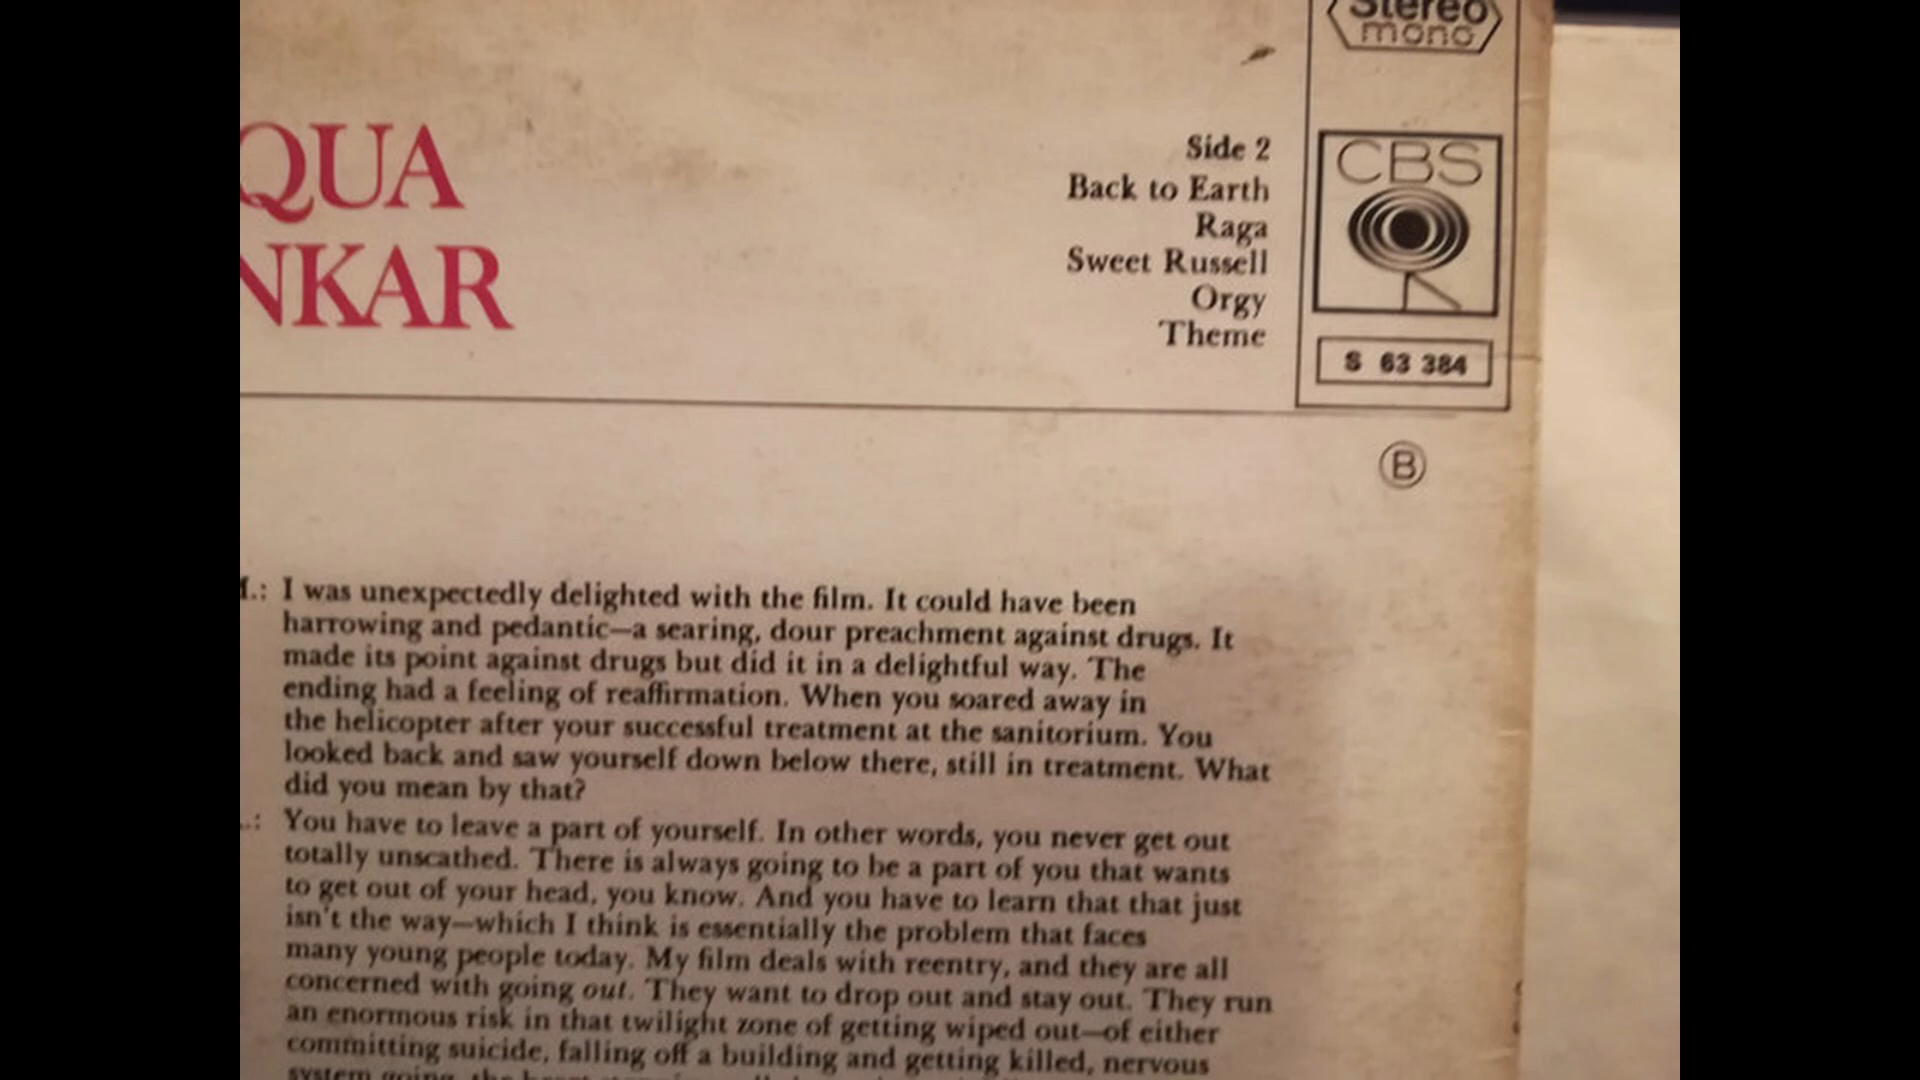 Stereo
mono
QUA
NKAR
Side 2
Back to Earth
Raga
Sweet Russell
Orgy
Theme
CBS
S 63 384
B
I was unexpectedly delighted with the film. It could have been
harrowing and pedantic—a searing, dour preachment against drugs. It
made its point against drugs but did it in a delightful way. The
ending had a feeling of reaffirmation. When you soared away in
the helicopter after your successful treatment at the sanitorium. You
looked back and saw yourself down below there, still in treatment. What
did you mean by that?
You have to leave a part of yourself. In other words, you never get out
totally unscathed. There is always going to be a part of you that wants
to get out of your head, you know. And you have to learn that that just
isn't the way—which I think is essentially the problem that faces
many young people today. My film deals with reentry, and they are all
concerned with going out. They want to drop out and stay out. They run
an enormous risk in that twilight zone of getting wiped out—of either
committing suicide, falling off a building and getting killed, nervous
system going, the heart